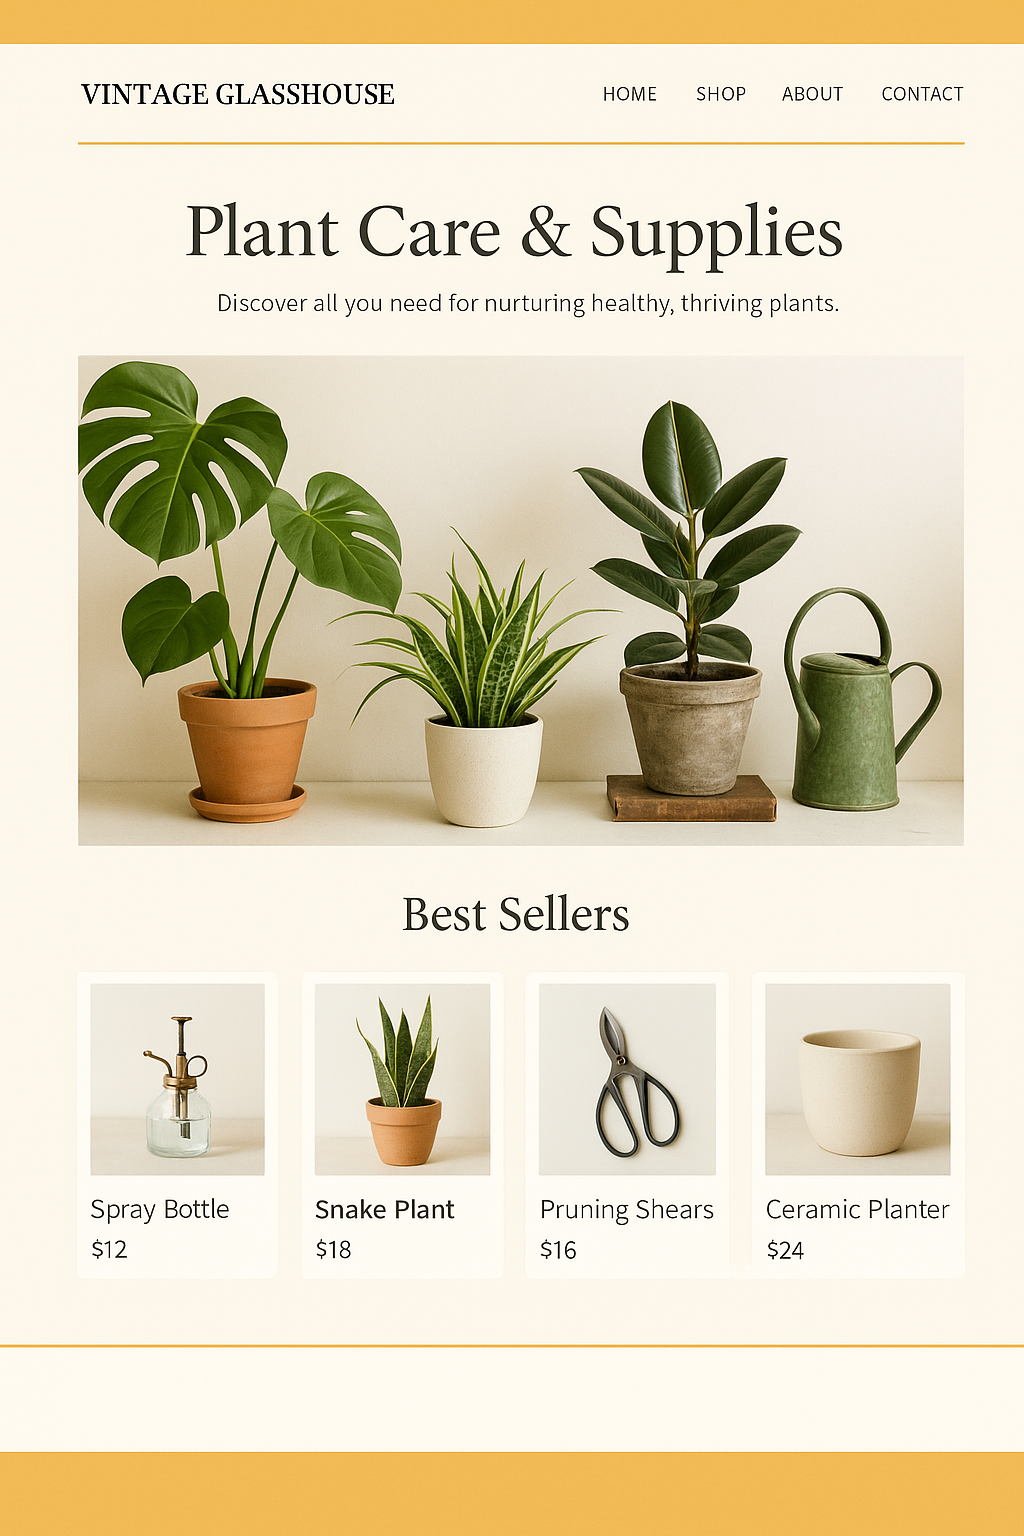 VINTAGE GLASSHOUSE
HOME SHOP ABOUT CONTACT
Plant Care & Supplies
Discover all you need for nurturing healthy, thriving plants.
Best Sellers
Spray Bottle
$12
Snake Plant
$18
Pruning Shears
$16
Ceramic Planter
$24